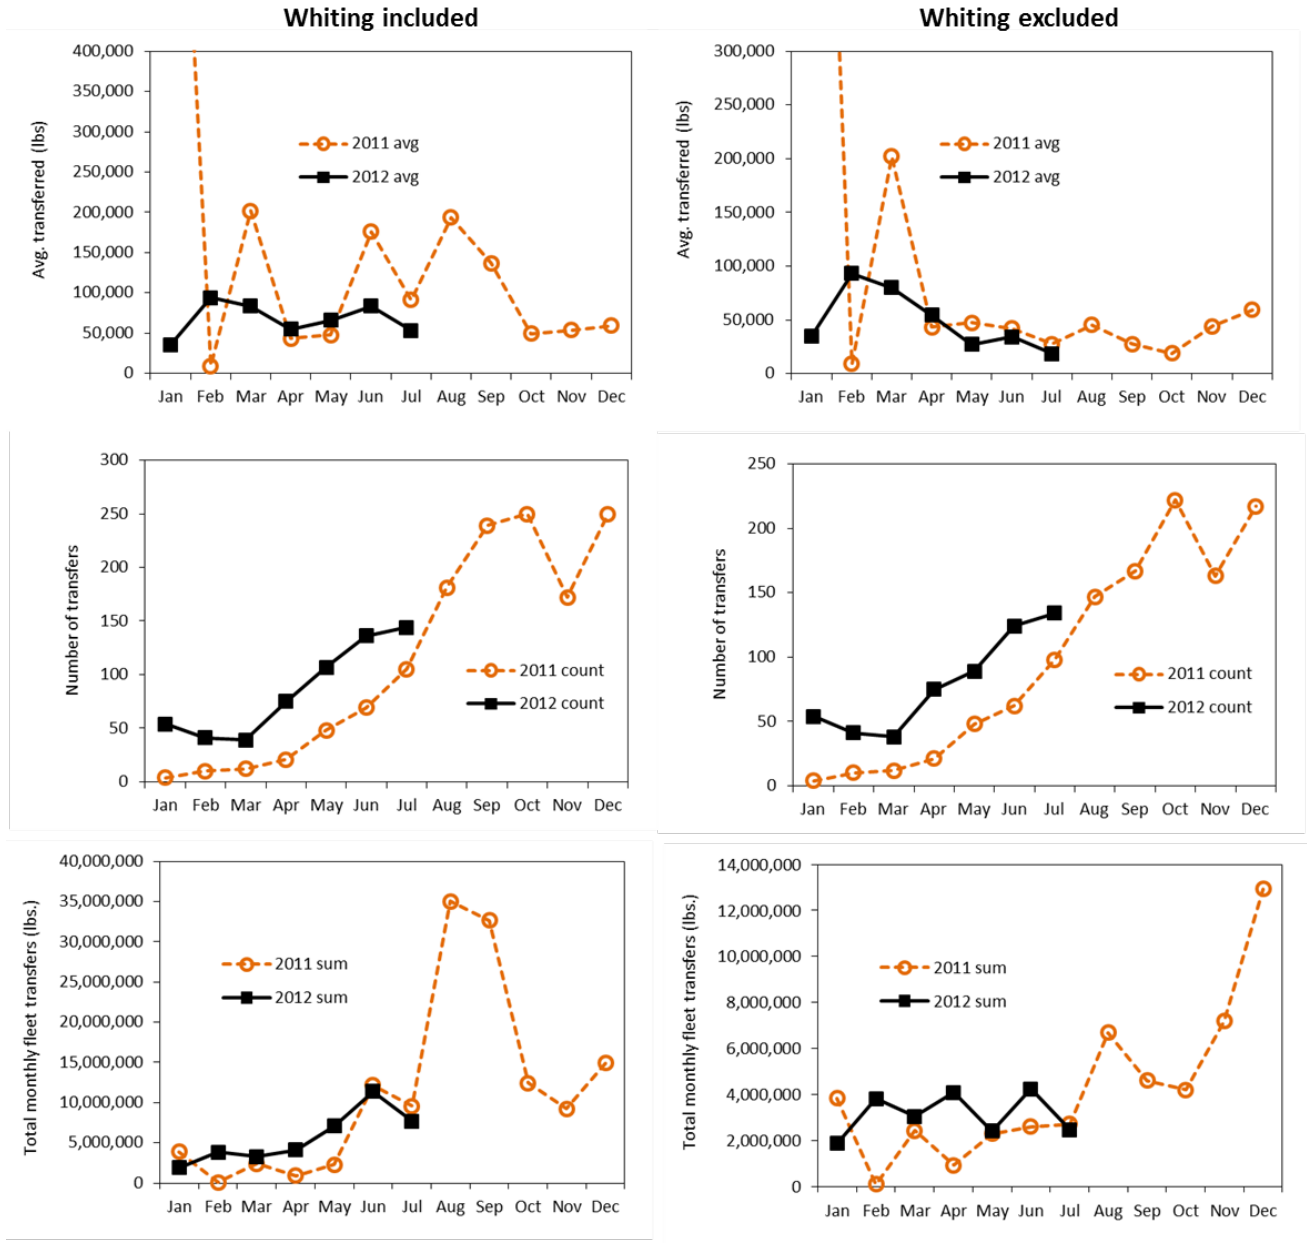 Whiting included
Whiting excluded
Avg. transferred (lbs)
400,000
350,000
300,000
250,000
200,000
150,000
100,000
50,000
0
2011 avg
2012 avg
Jan Feb Mar Apr May Jun Jul Aug Sep Oct Nov Dec
Avg. transferred (lbs)
300,000
250,000
200,000
150,000
100,000
50,000
0
2011 avg
2012 avg
Jan Feb Mar Apr May Jun Jul Aug Sep Oct Nov Dec
Number of transfers
300
250
200
150
100
50
0
2011 count
2012 count
Jan Feb Mar Apr May Jun Jul Aug Sep Oct Nov Dec
Number of transfers
250
200
150
100
50
0
2011 count
2012 count
Jan Feb Mar Apr May Jun Jul Aug Sep Oct Nov Dec
Total monthly fleet transfers (lbs.)
40,000,000
35,000,000
30,000,000
25,000,000
20,000,000
15,000,000
10,000,000
5,000,000
0
2011 sum
2012 sum
Jan Feb Mar Apr May Jun Jul Aug Sep Oct Nov Dec
Total monthly fleet transfers (lbs.)
14,000,000
12,000,000
10,000,000
8,000,000
6,000,000
4,000,000
2,000,000
0
2011 sum
2012 sum
Jan Feb Mar Apr May Jun Jul Aug Sep Oct Nov Dec